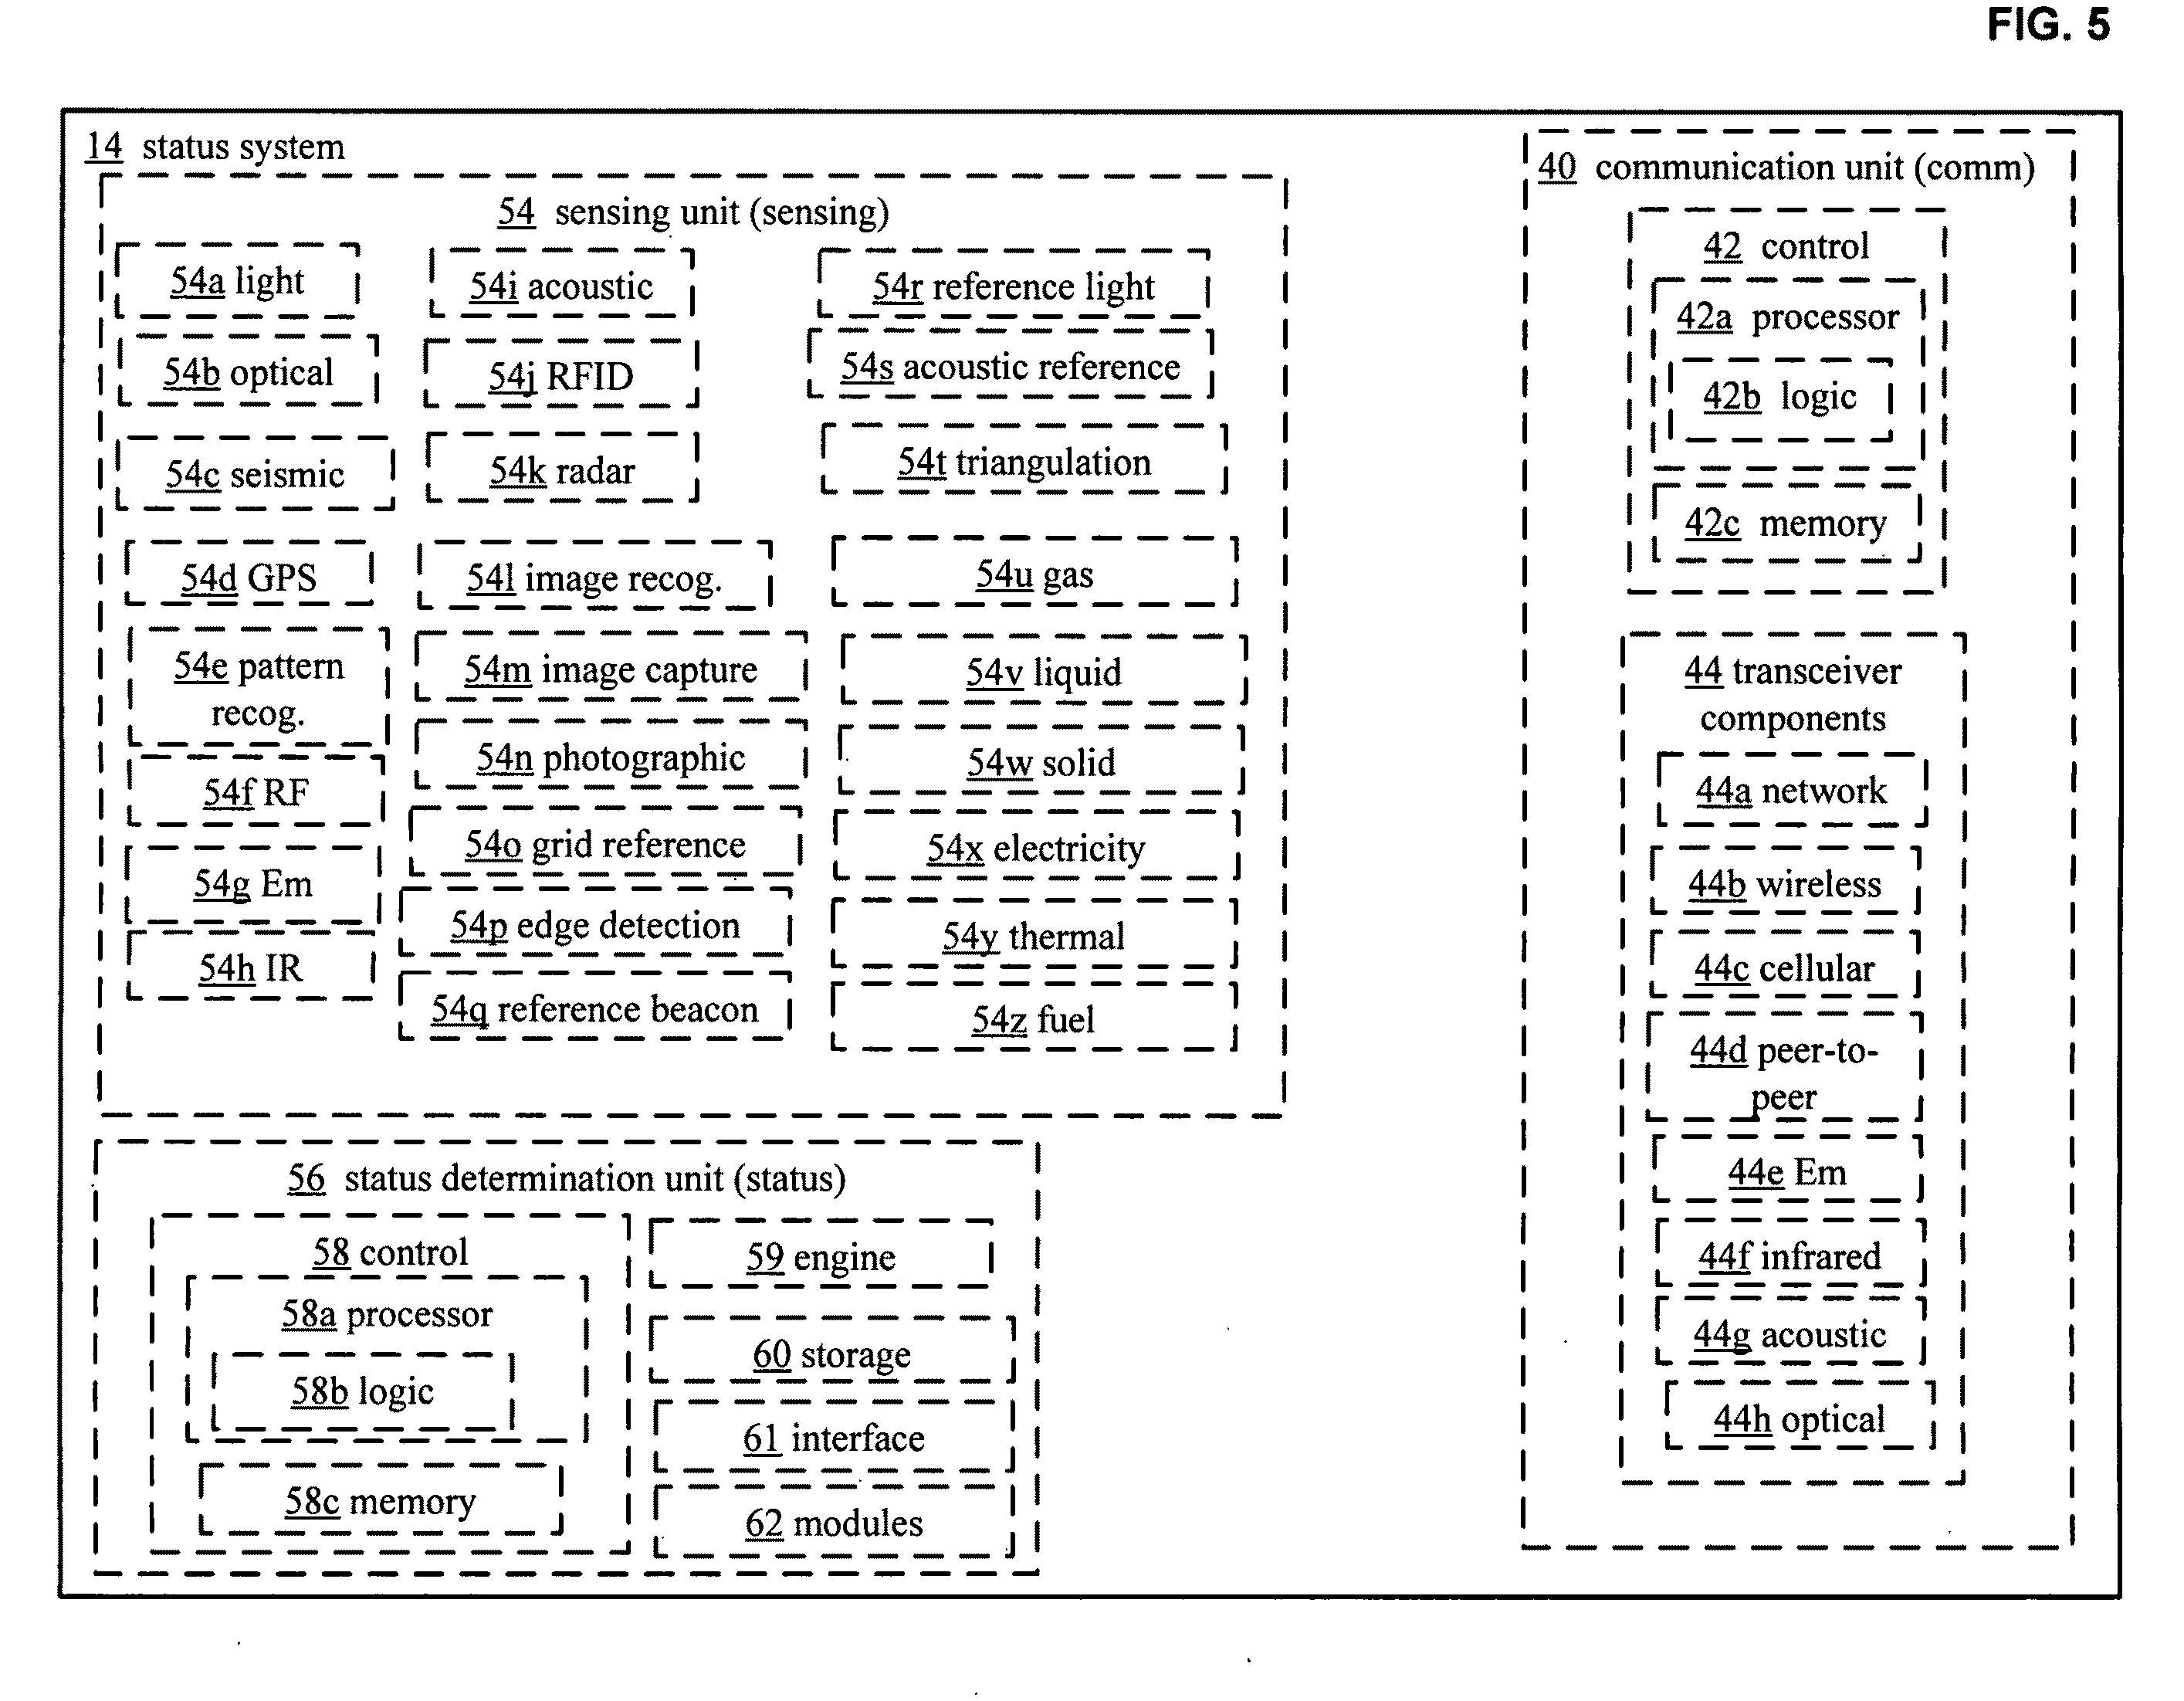 FIG. 5
14 status system
54 sensing unit (sensing)
54a light
54b optical
54c seismic
54d GPS
54e pattern
recog.
54f RF
54g Em
54h IR
54i acoustic
54j RFID
54k radar
54l image recog.
54m image capture
54n photographic
54o grid reference
54p edge detection
54q reference beacon
54r reference light
54s acoustic reference
54t triangulation
54u gas
54v liquid
54w solid
54x electricity
54y thermal
54z fuel
56 status determination unit (status)
58 control
58a processor
58b logic
58c memory
59 engine
60 storage
61 interface
62 modules
40 communication unit (comm)
42 control
42a processor
42b logic
42c memory
44 transceiver
components
44a network
44b wireless
44c cellular
44d peer-to-
peer
44e Em
44f infrared
44g acoustic
44h optical